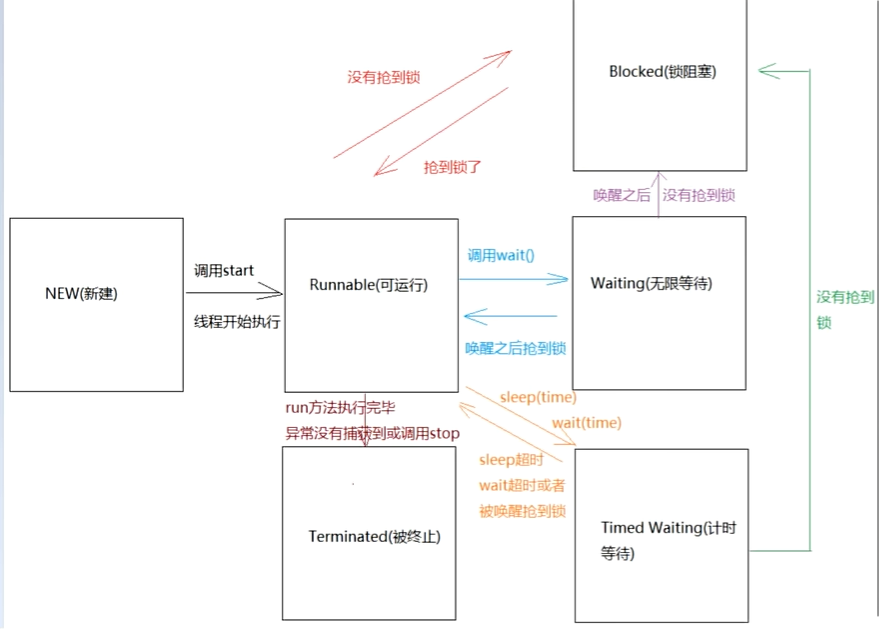 Blocked(锁阻塞)
没有抢到锁
抢到锁了
唤醒之后 没有抢到锁
NEW(新建)
调用start
线程开始执行
Runnable(可运行)
调用wait()
唤醒之后抢到锁
Waiting(无限等待)
没有抢到
锁
run方法执行完毕
异常没有捕获到或调用stop
sleep(time)
wait(time)
sleep超时
wait超时或者
被唤醒抢到锁
Terminated(被终止)
Timed Waiting(计时
等待)